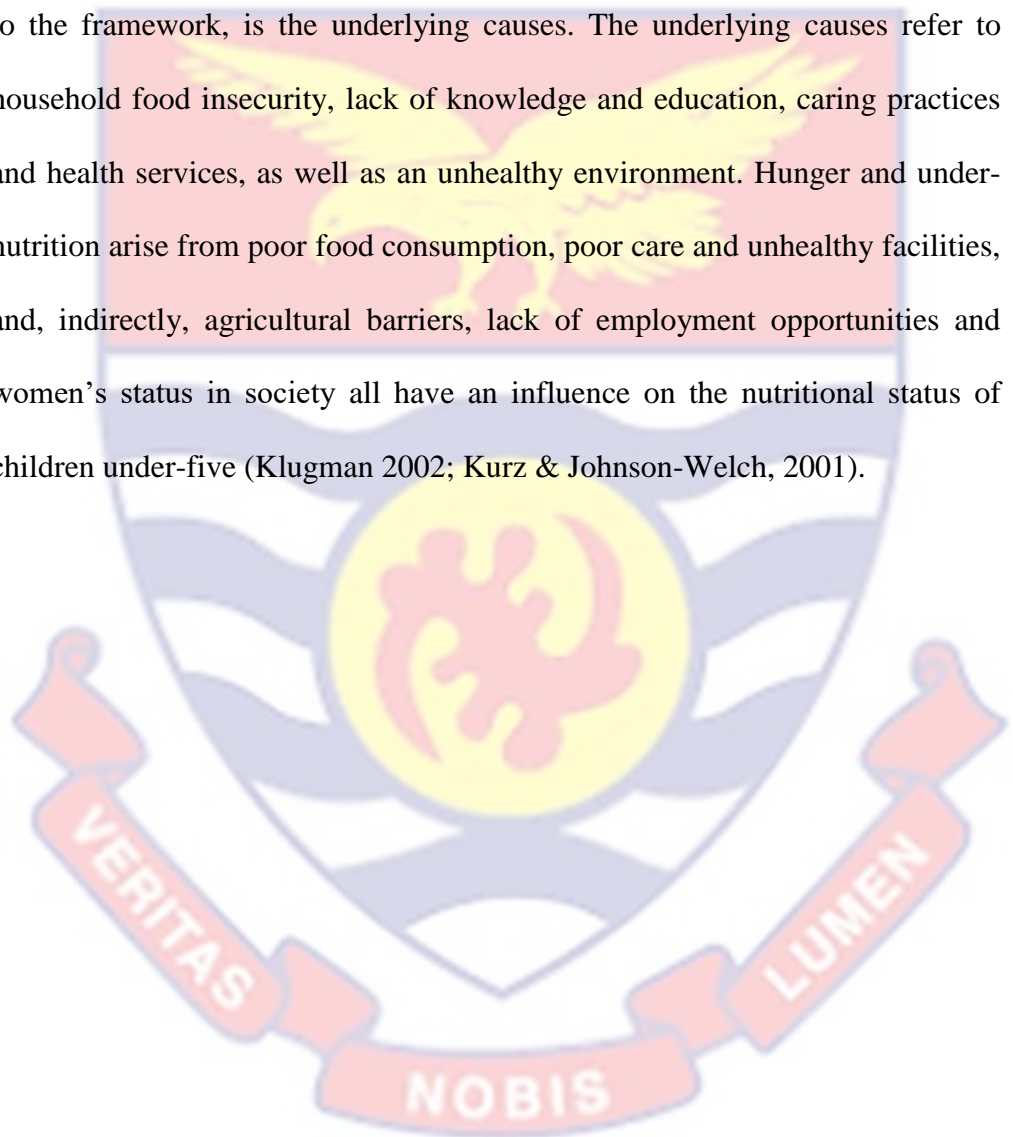 to the framework, is the underlying causes. The underlying causes refer to
household food insecurity, lack of knowledge and education, caring practices
and health services, as well as an unhealthy environment. Hunger and under-
nutrition arise from poor food consumption, poor care and unhealthy facilities,
and, indirectly, agricultural barriers, lack of employment opportunities and
women’s status in society all have an influence on the nutritional status of
children under-five (Klugman 2002; Kurz & Johnson-Welch, 2001).
VERITAS
NOBIS
LUMEN